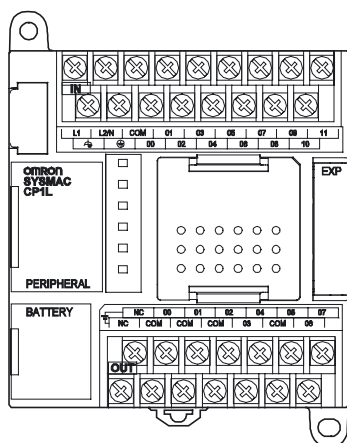 IN
L1 L2/N COM 01 03 05 07 09 11
00 02 04 06 08 10
OMRON
SYSMAC
CP1L
EXP
PERIPHERAL
BATTERY
NC 00 01 02 04 05 07
NC COM COM COM 03 COM 06
OUT